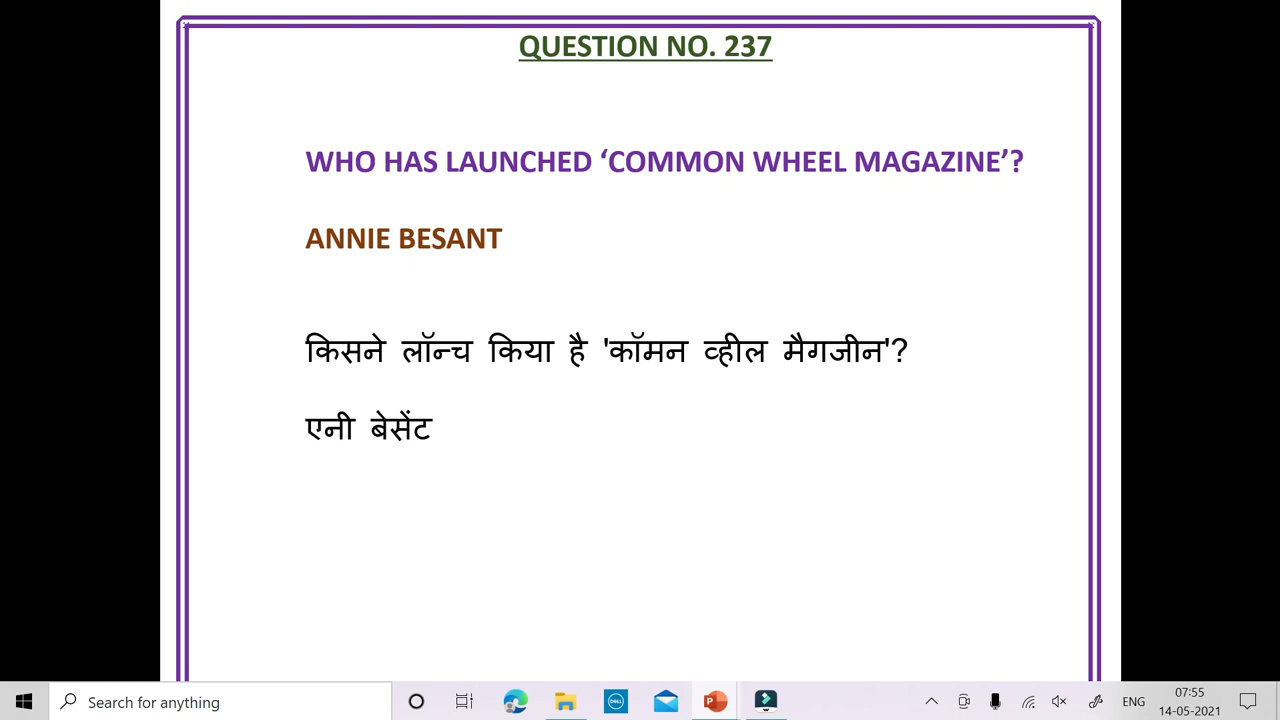 QUESTION NO. 237
WHO HAS LAUNCHED ‘COMMON WHEEL MAGAZINE’?
ANNIE BESANT
किसने लॉन्च किया है 'कॉमन व्हील मैगजीन'?
एनी बेसेंट
Search for anything
DELL
P
ENG
07:55
14-05-2021